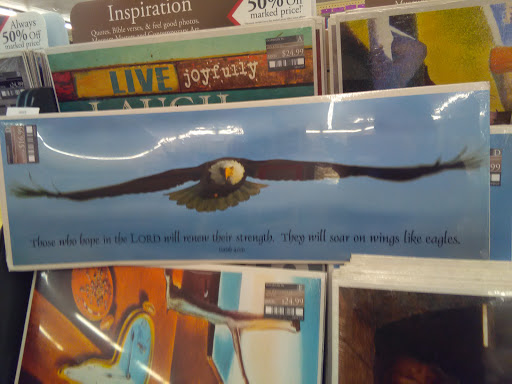 Always
50% Off
marked price!
Inspiration
Quotes, Bible verses, & feel good photos.
50% Off
marked price!
$24.99
LIVE joyfully
LAUGH
Those who hope in the LORD will renew their strength. They will soar on wings like eagles.
$24.99